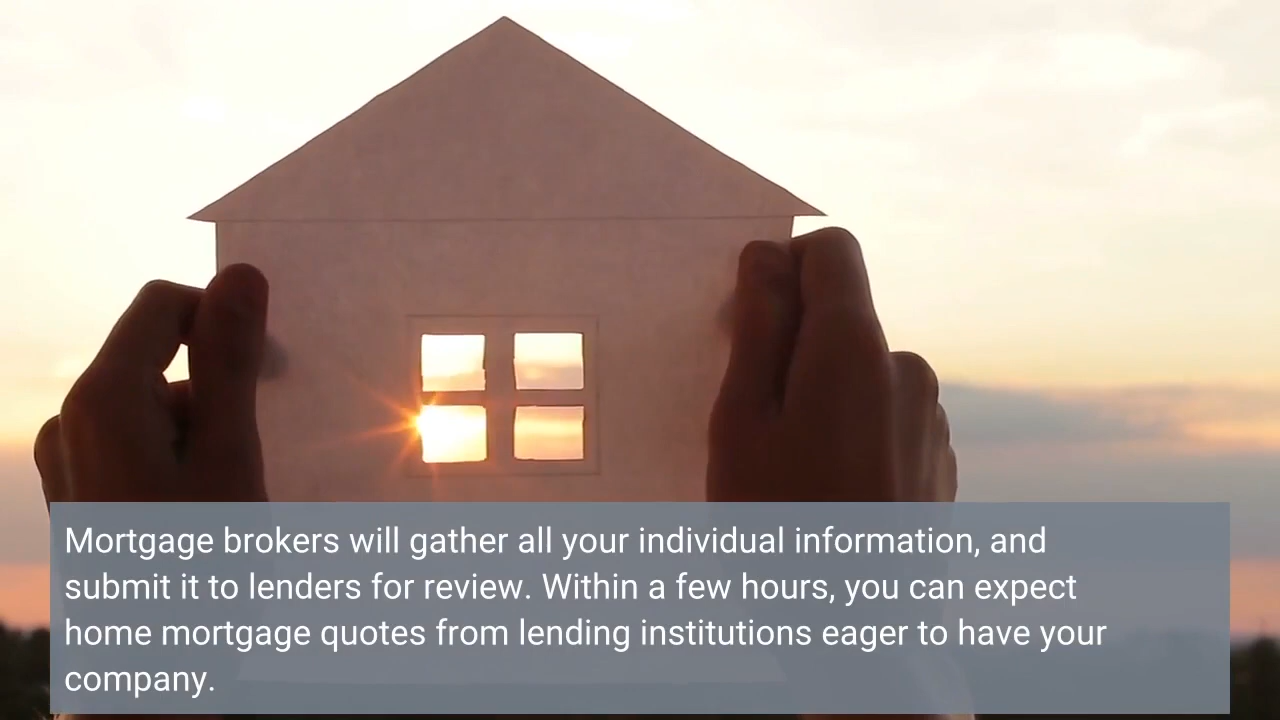 Mortgage brokers will gather all your individual information, and
submit it to lenders for review. Within a few hours, you can expect
home mortgage quotes from lending institutions eager to have your
company.